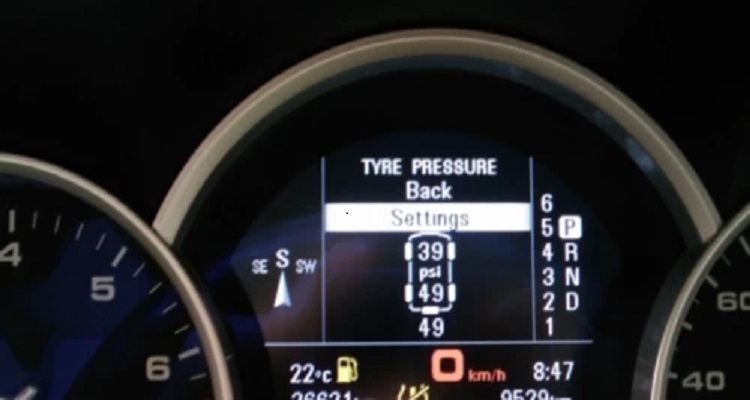 TYRE PRESSURE
Back
Settings
39
psi
49
49
SE S SW
6
5 P
4 R
3 N
2 D
1
22°C
0 km/h
8:47
4
5
6
60
40